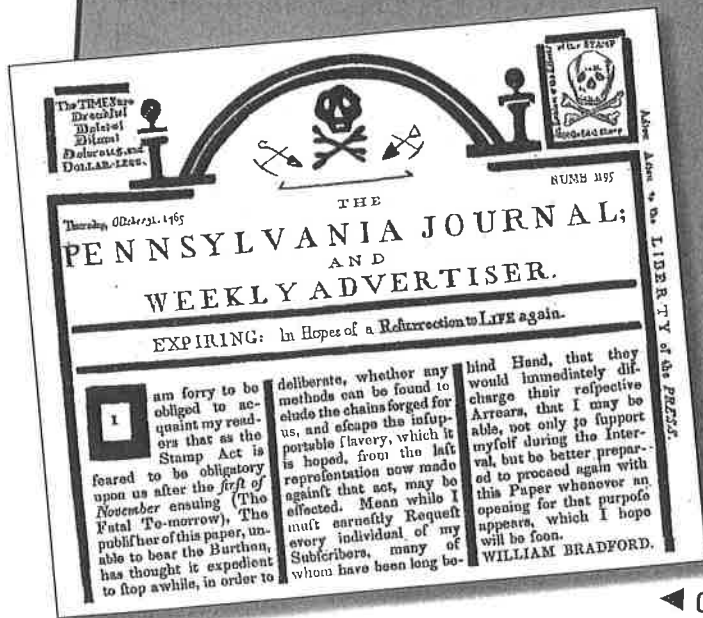 The TIMES are
Dreadful
Dismal
Doleful
Dolorous, and
DOLLAR-LESS.
of the STAMP
Thursday, October 31. 1765
NUMB 1195
THE
PENNSYLVANIA JOURNAL;
AND
WEEKLY ADVERTISER.
EXPIRING: In Hopes of a Reſurrection to LIFE again.
I am ſorry to be
obliged to ac-
quaint my read-
ers that as the
Stamp Act is
feared to be obligatory
upon us after the firſt of
November enſuing (The
Fatal To-morrow), The
publiſher of this paper, un-
able to bear the Burthen,
has thought it expedient
to ſtop awhile, in order to
deliberate, whether any
methods can be found to
elude the chains forged for
us, and eſcape the inſup-
portable ſlavery, which it
is hoped, from the laſt
repreſentation now made
againſt that act, may be
effected. Mean while I
muſt earneſtly Requeſt
every individual of my
Subſcribers, many of
whom have been long be-
hind Hand, that they
would immediately diſ-
charge their reſpective
Arrears, that I may be
able, not only to ſupport
myſelf during the Inter-
val, but be better prepar-
ed to proceed again with
this Paper whenever an
opening for that purpoſe
appears, which I hope
will be ſoon.
WILLIAM BRADFORD.
Adieu Adieu to the LIBERTY of the PRESS.